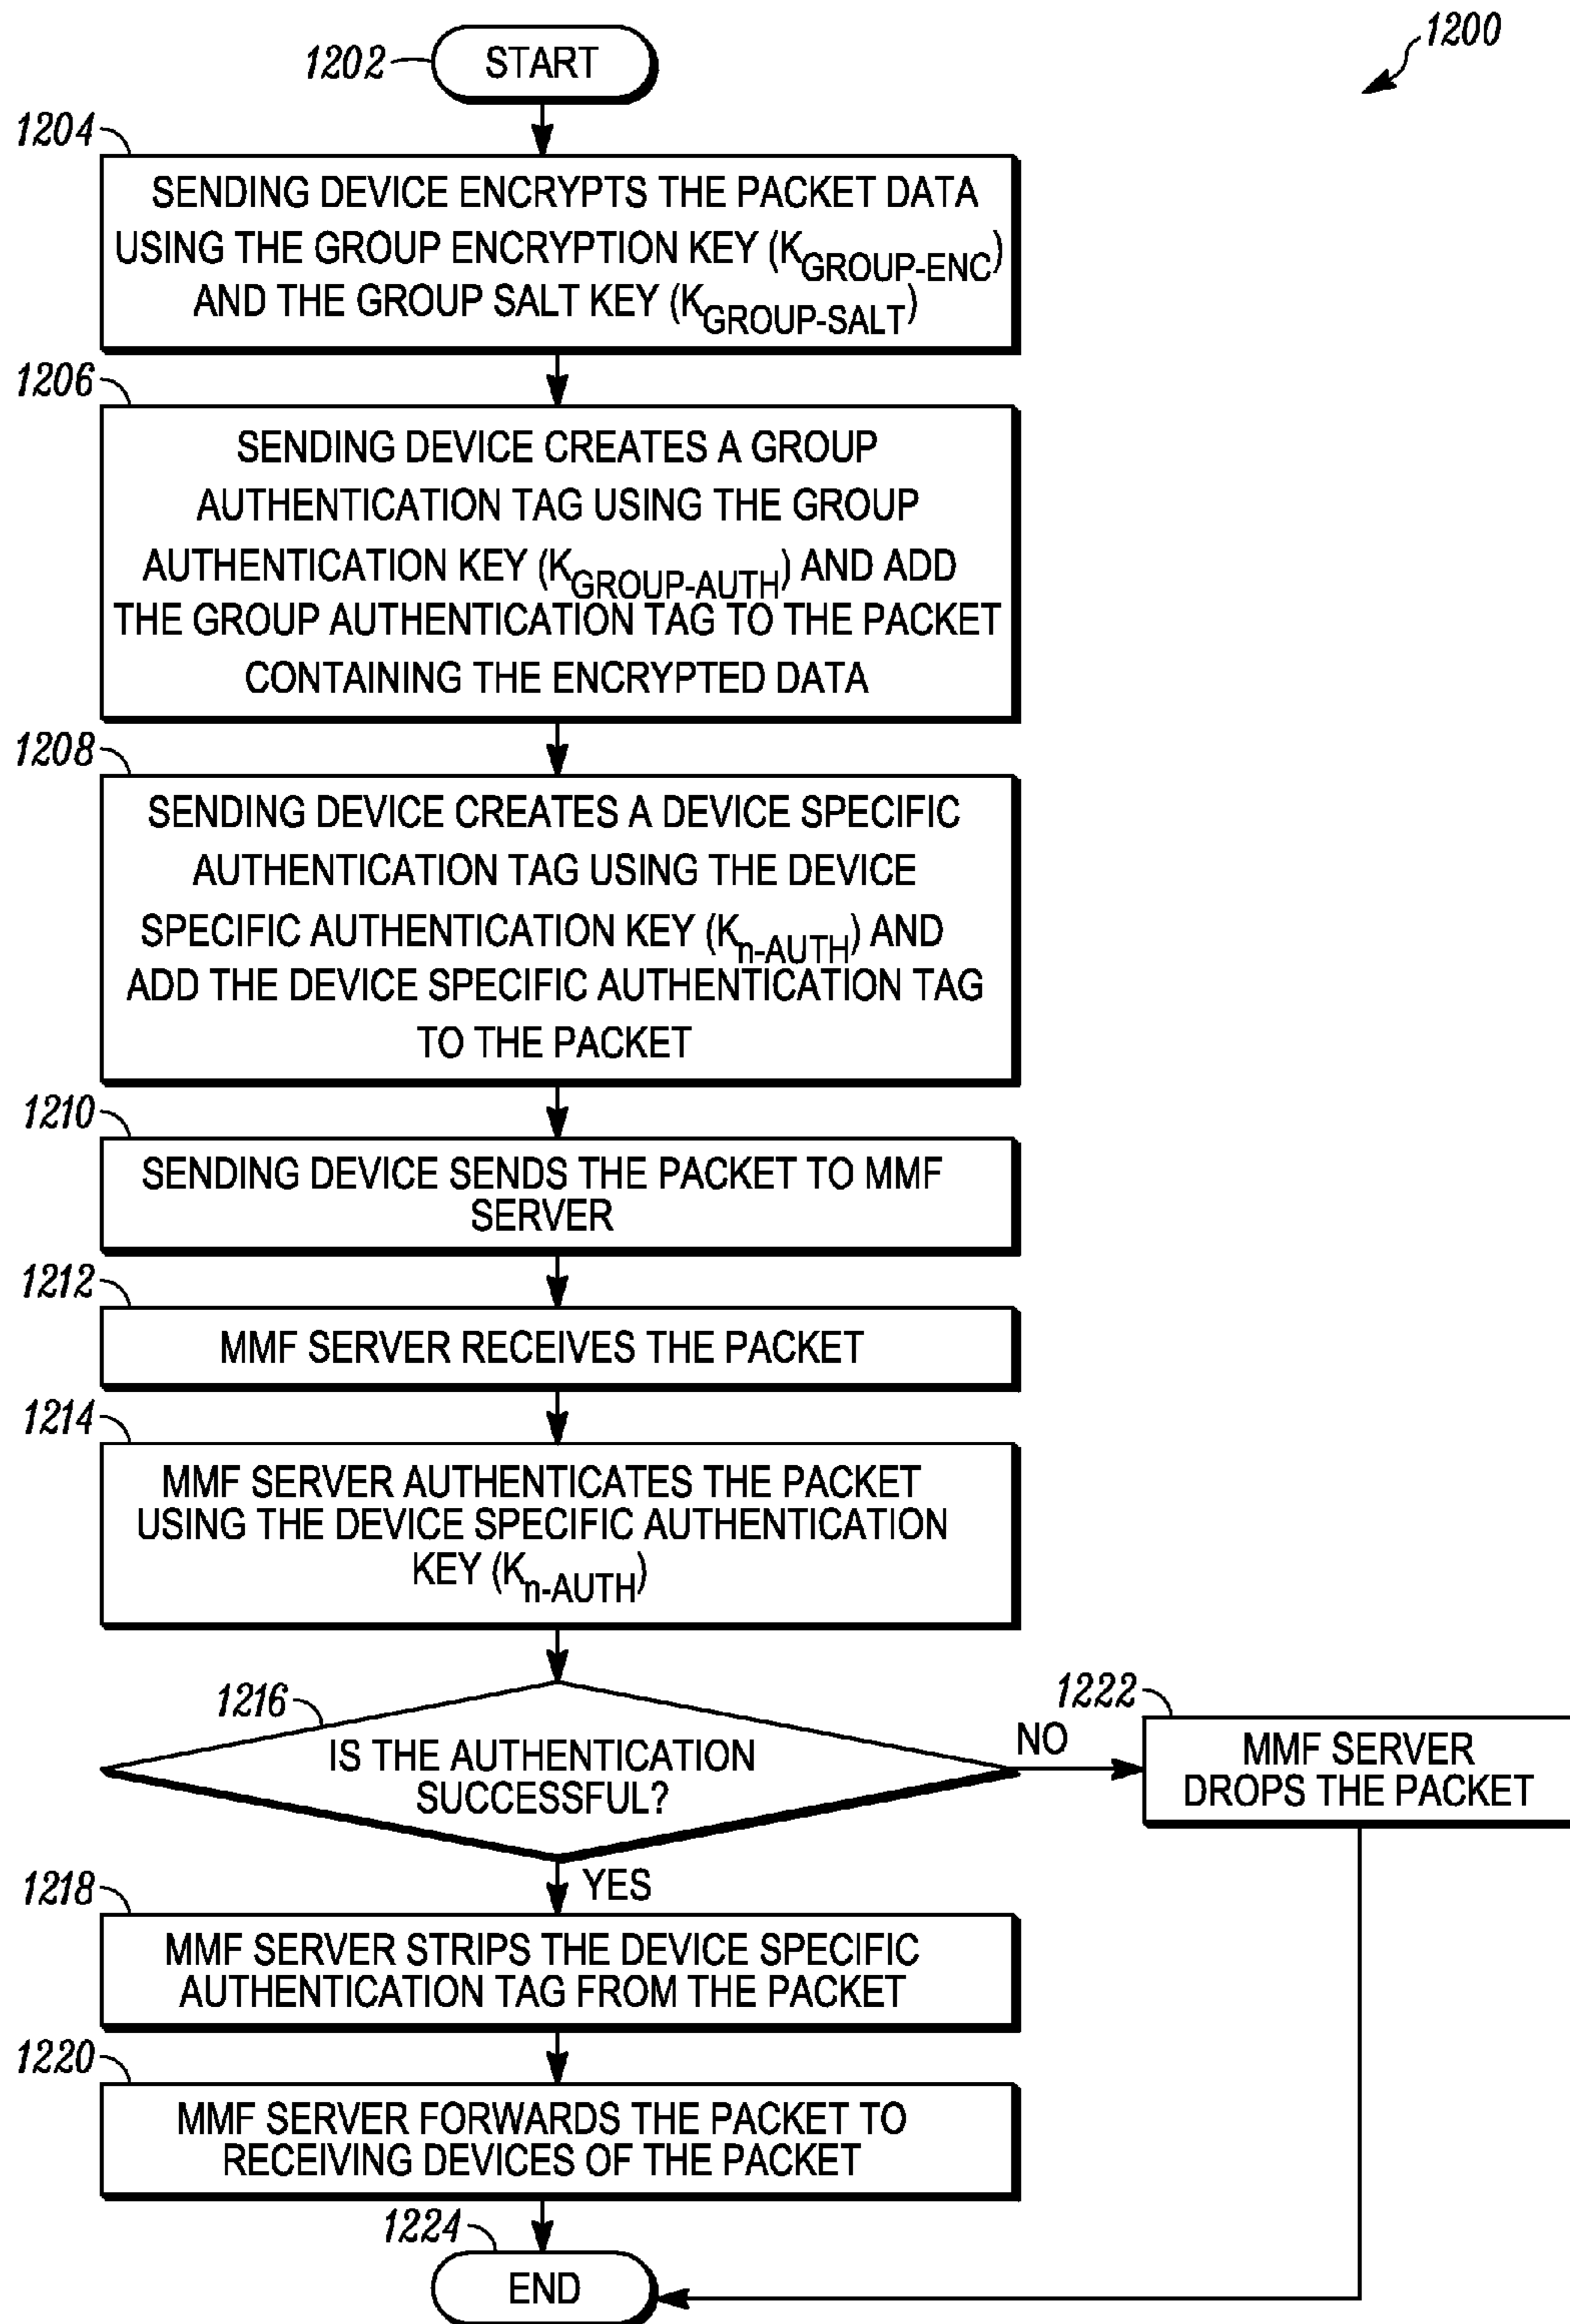 1200
1202
START
1204
SENDING DEVICE ENCRYPTS THE PACKET DATA
USING THE GROUP ENCRYPTION KEY (KGROUP-ENC)
AND THE GROUP SALT KEY (KGROUP-SALT)
1206
SENDING DEVICE CREATES A GROUP
AUTHENTICATION TAG USING THE GROUP
AUTHENTICATION KEY (KGROUP-AUTH) AND ADD
THE GROUP AUTHENTICATION TAG TO THE PACKET
CONTAINING THE ENCRYPTED DATA
1208
SENDING DEVICE CREATES A DEVICE SPECIFIC
AUTHENTICATION TAG USING THE DEVICE
SPECIFIC AUTHENTICATION KEY (Kn-AUTH) AND
ADD THE DEVICE SPECIFIC AUTHENTICATION TAG
TO THE PACKET
1210
SENDING DEVICE SENDS THE PACKET TO MMF
SERVER
1212
MMF SERVER RECEIVES THE PACKET
1214
MMF SERVER AUTHENTICATES THE PACKET
USING THE DEVICE SPECIFIC AUTHENTICATION
KEY (Kn-AUTH)
1216
IS THE AUTHENTICATION
SUCCESSFUL?
NO
1222
MMF SERVER
DROPS THE PACKET
YES
1218
MMF SERVER STRIPS THE DEVICE SPECIFIC
AUTHENTICATION TAG FROM THE PACKET
1220
MMF SERVER FORWARDS THE PACKET TO
RECEIVING DEVICES OF THE PACKET
1224
END